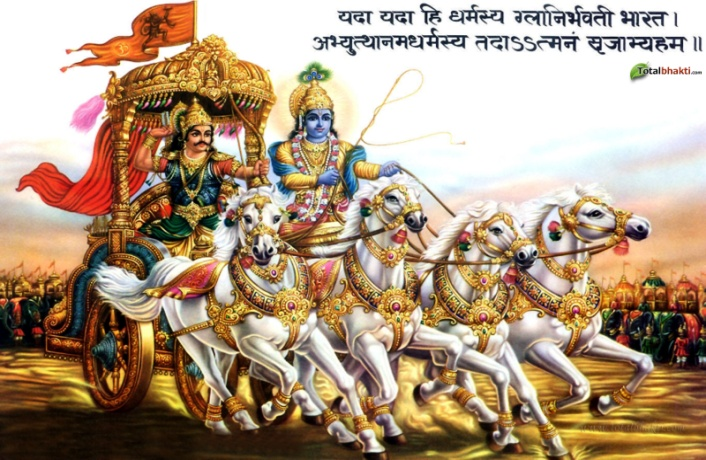 यदा यदा हि धर्मस्य ग्लानिर्भवती भारत।
अभ्युत्थानमधर्मस्य तदाऽऽत्मनं सृजाम्यहम॥
Totalbhakti.com